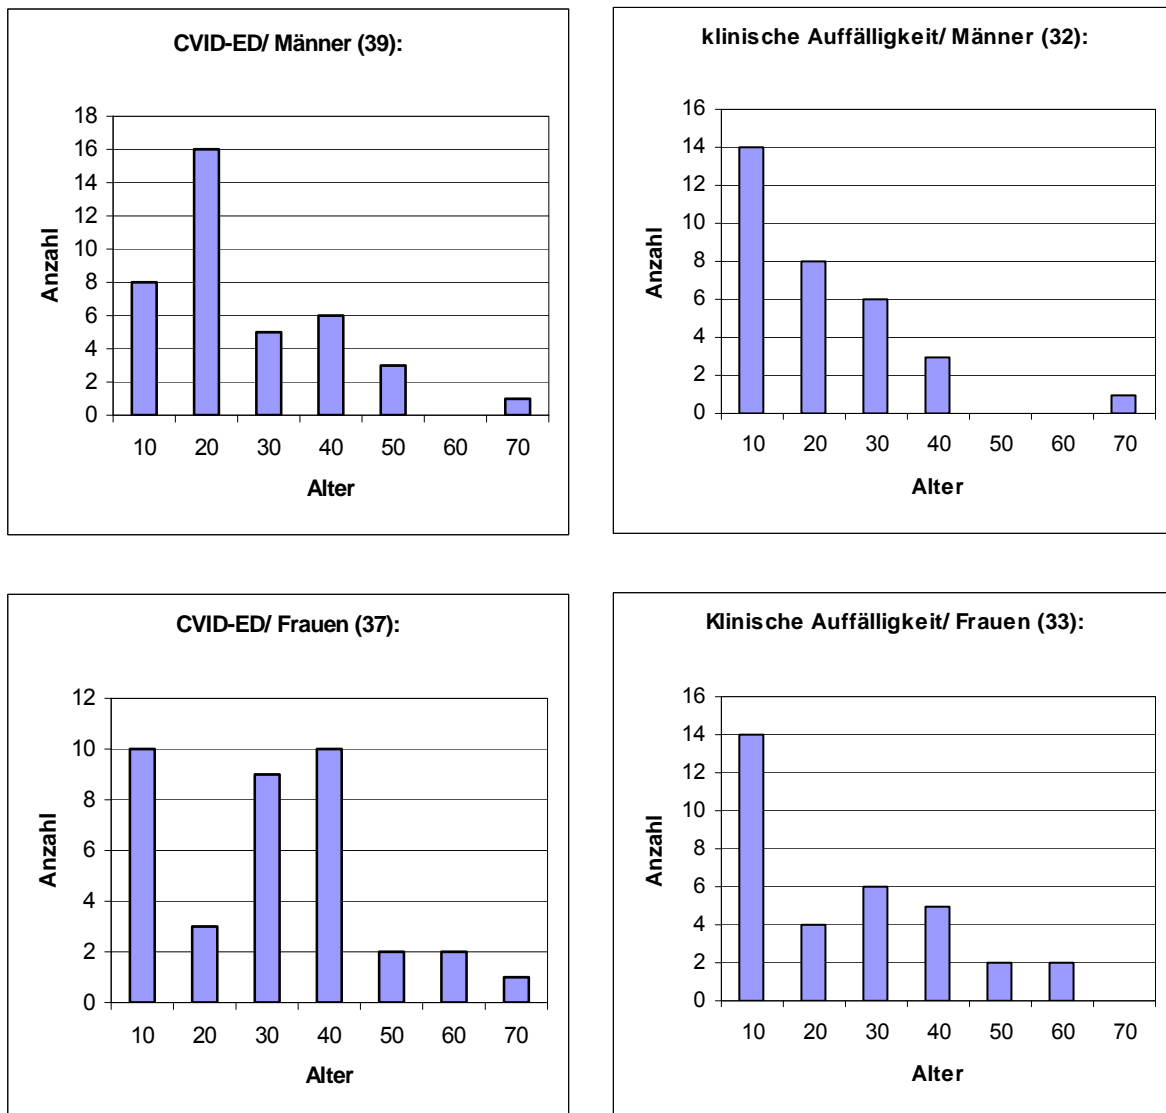 CVID-ED/ Männer (39):
18
16
14
12
10
8
6
4
2
0
Anzahl
10 20 30 40 50 60 70
Alter
klinische Auffälligkeit/ Männer (32):
16
14
12
10
8
6
4
2
0
Anzahl
10 20 30 40 50 60 70
Alter
CVID-ED/ Frauen (37):
12
10
8
6
4
2
0
Anzahl
10 20 30 40 50 60 70
Alter
Klinische Auffälligkeit/ Frauen (33):
16
14
12
10
8
6
4
2
0
Anzahl
10 20 30 40 50 60 70
Alter